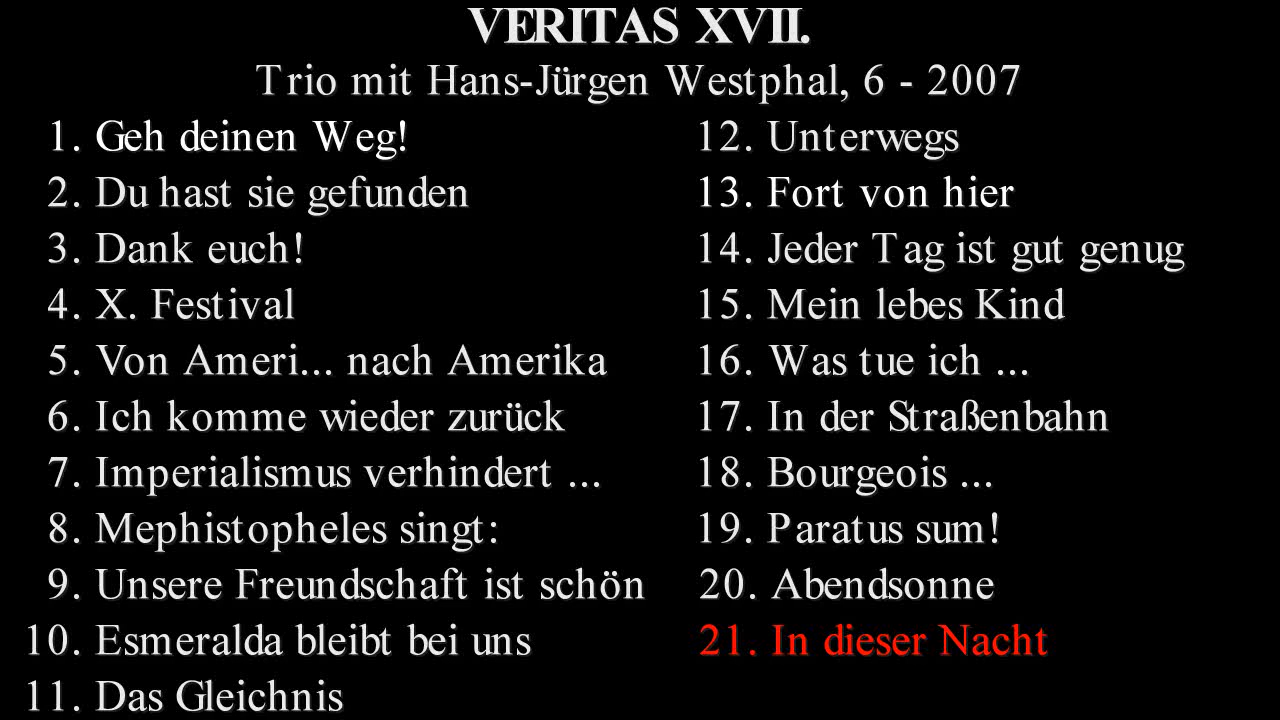 VERITAS XVII.
Trio mit Hans-Jürgen Westphal, 6 - 2007
1. Geh deinen Weg!
2. Du hast sie gefunden
3. Dank euch!
4. X. Festival
5. Von Ameri... nach Amerika
6. Ich komme wieder zurück
7. Imperialismus verhindert ...
8. Mephistopheles singt:
9. Unsere Freundschaft ist schön
10. Esmeralda bleibt bei uns
11. Das Gleichnis
12. Unterwegs
13. Fort von hier
14. Jeder Tag ist gut genug
15. Mein lebes Kind
16. Was tue ich ...
17. In der Straßenbahn
18. Bourgeois ...
19. Paratus sum!
20. Abendsonne
21. In dieser Nacht